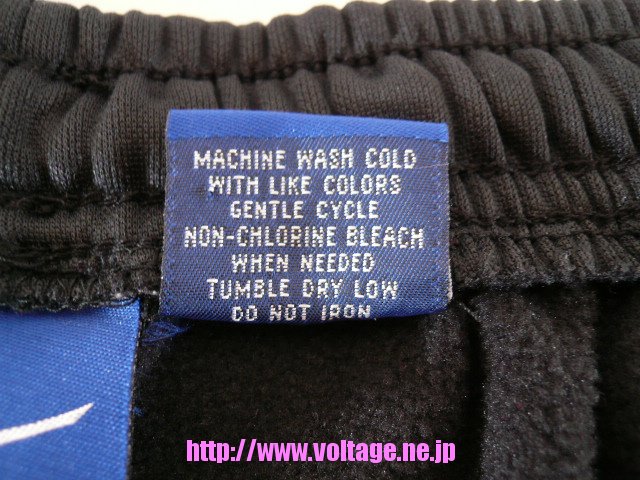 MACHINE WASH COLD
WITH LIKE COLORS
GENTLE CYCLE
NON-CHLORINE BLEACH
WHEN NEEDED
TUMBLE DRY LOW
DO NOT IRON
http://www.voltage.ne.jp